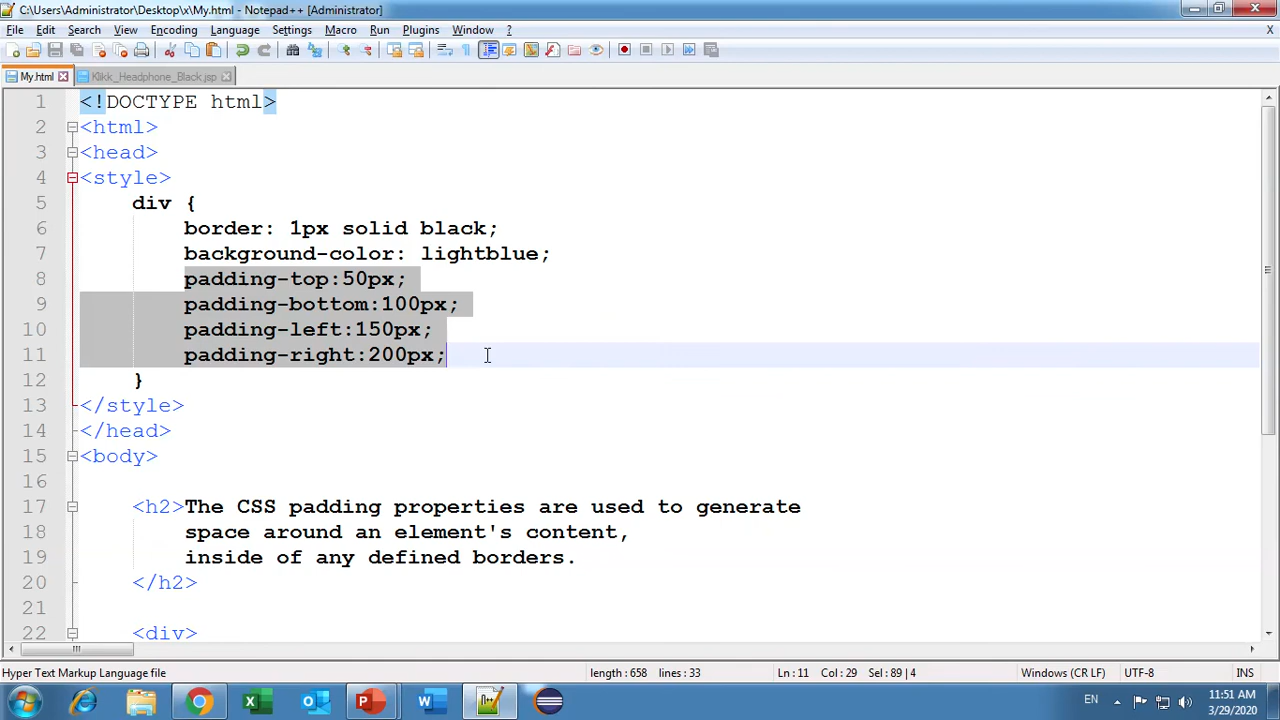 C:\Users\Administrator\Desktop\x\My.html - Notepad++ [Administrator]
File Edit Search View Encoding Language Settings Macro Run Plugins Window ? X
My.html Klikk_Headphone_Black.jsp
1 <!DOCTYPE html>
2 <html>
3 <head>
4 <style>
5 div {
6 border: 1px solid black;
7 background-color: lightblue;
8 padding-top:50px;
9 padding-bottom:100px;
10 padding-left:150px;
11 padding-right:200px;
12 }
13 </style>
14 </head>
15 <body>
16
17 <h2>The CSS padding properties are used to generate
18 space around an element's content,
19 inside of any defined borders.
20 </h2>
21
22 <div>
Hyper Text Markup Language file length : 658 lines : 33 Ln : 11 Col : 29 Sel : 89 | 4 Windows (CR LF) UTF-8 INS
EN 11:51 AM
3/29/2020